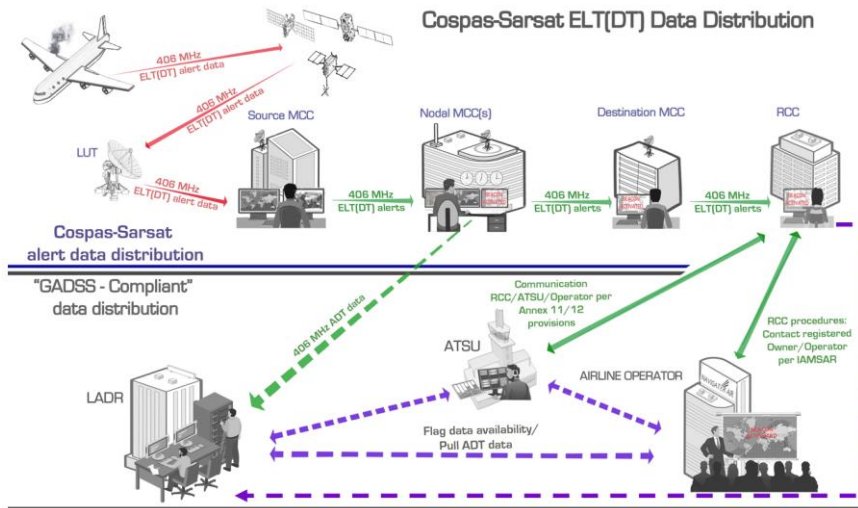 Cospas-Sarsat ELT(DT) Data Distribution
406 MHz
ELT(DT) alert data
406 MHz
ELT(DT) alert data
LUT
Source MCC
Nodal MCC(s)
Destination MCC
RCC
406 MHz
ELT(DT) alert data
406 MHz
ELT(DT) alerts
406 MHz
ELT(DT) alerts
406 MHz
ELT(DT) alerts
Cospas-Sarsat
alert data distribution
"GADSS - Compliant"
data distribution
406 MHz ADT data
Communication
RCC/ATSU/Operator per
Annex 11/12
provisions
RCC procedures:
Contact registered
Owner/Operator
per IAMSAR
ATSU
LADR
AIRLINE OPERATOR
Flag data availability/
Pull ADT data